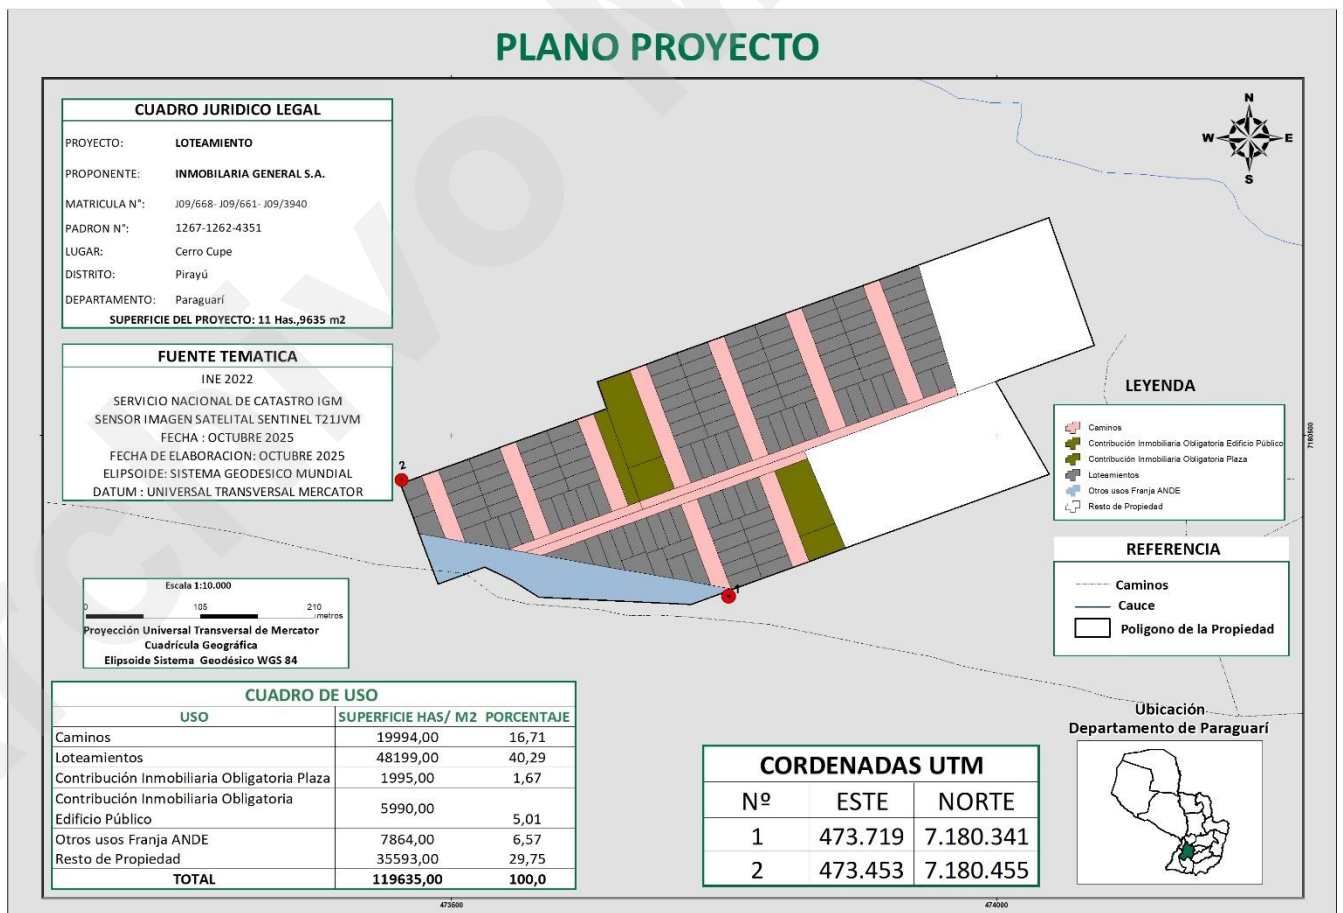 PLANO PROYECTO
CUADRO JURIDICO LEGAL
PROYECTO: LOTEAMIENTO
PROPONENTE: INMOBILARIA GENERAL S.A.
MATRICULA N°: J09/668- J09/661- J09/3940
PADRON N°: 1267-1262-4351
LUGAR: Cerro Cupe
DISTRITO: Pirayú
DEPARTAMENTO: Paraguarí
SUPERFICIE DEL PROYECTO: 11 Has.,9635 m2
FUENTE TEMATICA
INE 2022
SERVICIO NACIONAL DE CATASTRO IGM
SENSOR IMAGEN SATELITAL SENTINEL T21JVM
FECHA : OCTUBRE 2025
FECHA DE ELABORACION: OCTUBRE 2025
ELIPSOIDE: SISTEMA GEODESICO MUNDIAL
DATUM : UNIVERSAL TRANSVERSAL MERCATOR
N
W E
S
2
1
LEYENDA
Caminos
Contribución Inmobiliaria Obligatoria Edificio Público
Contribución Inmobiliaria Obligatoria Plaza
Loteamientos
Otros usos Franja ANDE
Resto de Propiedad
7180500
REFERENCIA
Caminos
Cauce
Poligono de la Propiedad
Escala 1:10.000
0 105 210
metros
Proyección Universal Transversal de Mercator
Cuadrícula Geográfica
Elipsoide Sistema Geodésico WGS 84
CUADRO DE USO
USO SUPERFICIE HAS/ M2 PORCENTAJE
Caminos 19994,00 16,71
Loteamientos 48199,00 40,29
Contribución Inmobiliaria Obligatoria Plaza 1995,00 1,67
Contribución Inmobiliaria Obligatoria
Edificio Público 5990,00 5,01
Otros usos Franja ANDE 7864,00 6,57
Resto de Propiedad 35593,00 29,75
TOTAL 119635,00 100,0
CORDENADAS UTM
Nº ESTE NORTE
1 473.719 7.180.341
2 473.453 7.180.455
Ubicación
Departamento de Paraguarí
473500 474000